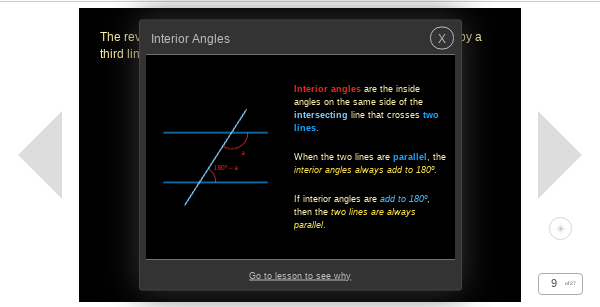 The rev
by a
third lin
Interior Angles
X
Interior angles are the inside
angles on the same side of the
intersecting line that crosses two
lines.
a
180° – a
When the two lines are parallel, the
interior angles always add to 180º.
If interior angles are add to 180º,
then the two lines are always
parallel.
Go to lesson to see why
9 of 27